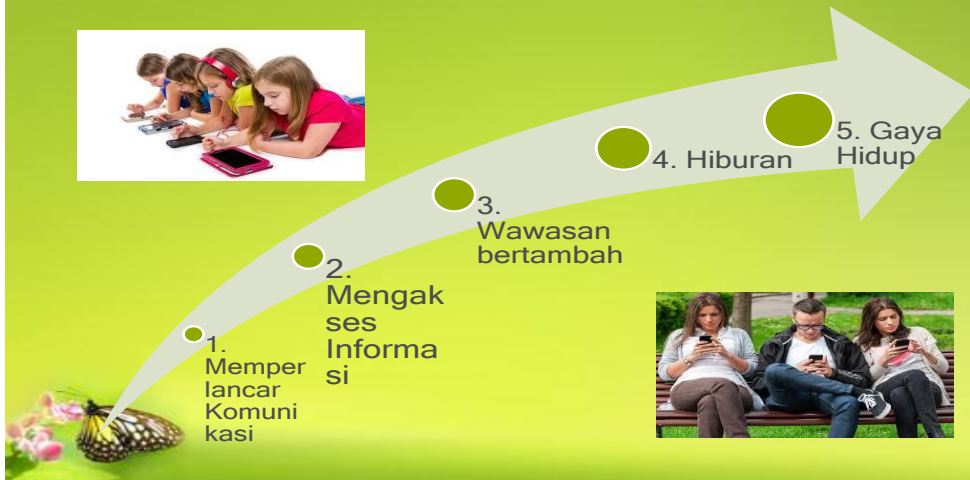 1.
Memper
lancar
Komuni
kasi
2.
Mengak
ses
Informa
si
3.
Wawasan
bertambah
4. Hiburan
5. Gaya
Hidup